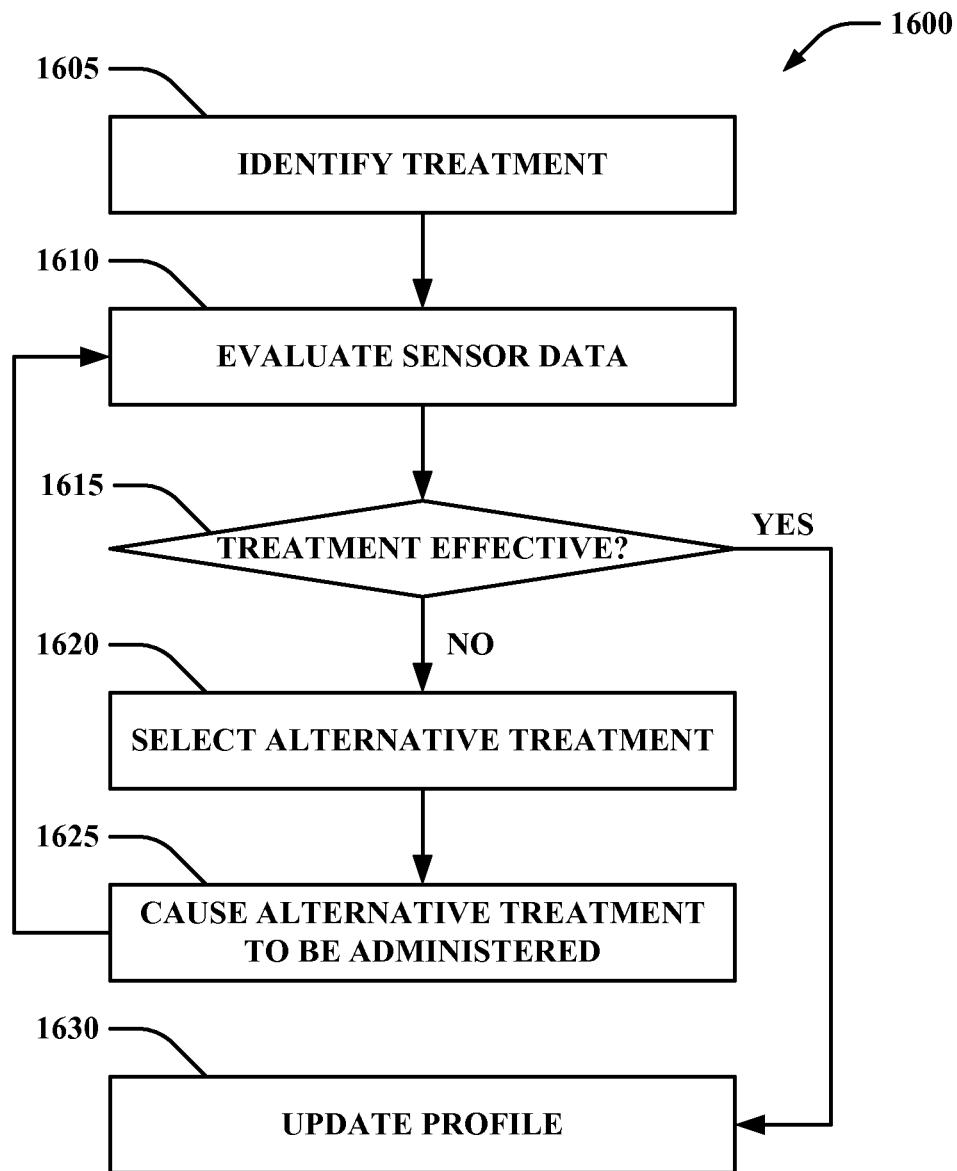 1600
1605
IDENTIFY TREATMENT
1610
EVALUATE SENSOR DATA
1615
TREATMENT EFFECTIVE?
YES
NO
1620
SELECT ALTERNATIVE TREATMENT
1625
CAUSE ALTERNATIVE TREATMENT
TO BE ADMINISTERED
1630
UPDATE PROFILE